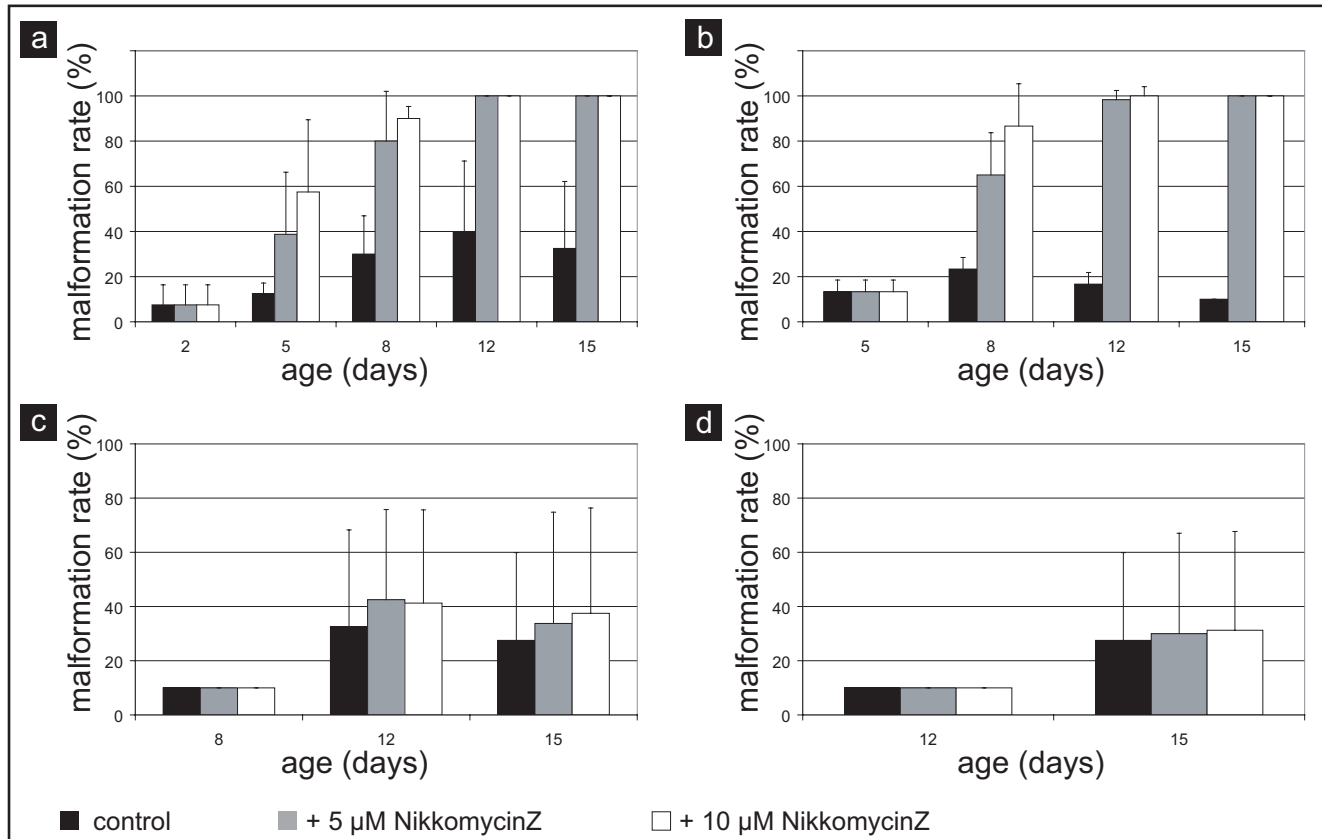 a
malformation rate (%)
100
80
60
40
20
0
2 5 8 12 15
age (days)
b
malformation rate (%)
100
80
60
40
20
0
5 8 12 15
age (days)
c
malformation rate (%)
100
80
60
40
20
0
8 12 15
age (days)
d
malformation rate (%)
100
80
60
40
20
0
12 15
age (days)
control + 5 µM NikkomycinZ + 10 µM NikkomycinZ